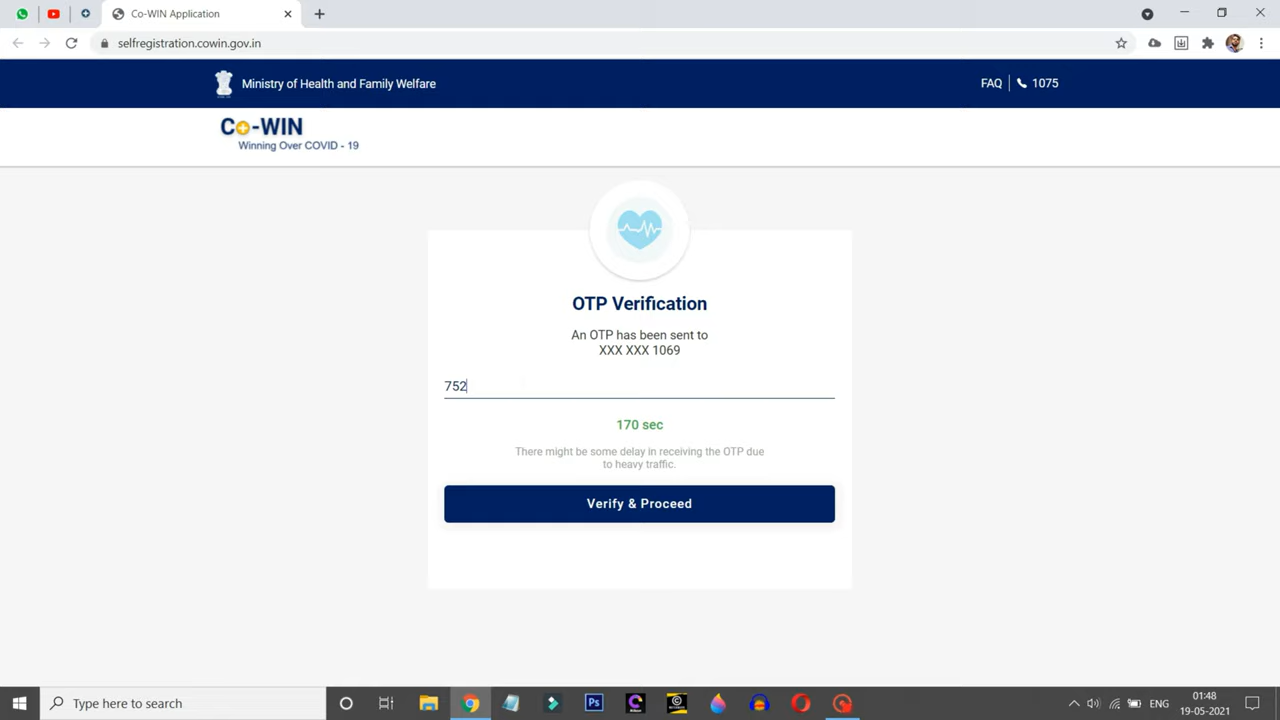 Co-WIN Application
selfregistration.cowin.gov.in
Ministry of Health and Family Welfare
FAQ
1075
Co-WIN
Winning Over COVID - 19
OTP Verification
An OTP has been sent to
XXX XXX 1069
752
170 sec
There might be some delay in receiving the OTP due
to heavy traffic.
Verify & Proceed
Type here to search
Ps
ENG
01:48
19-05-2021